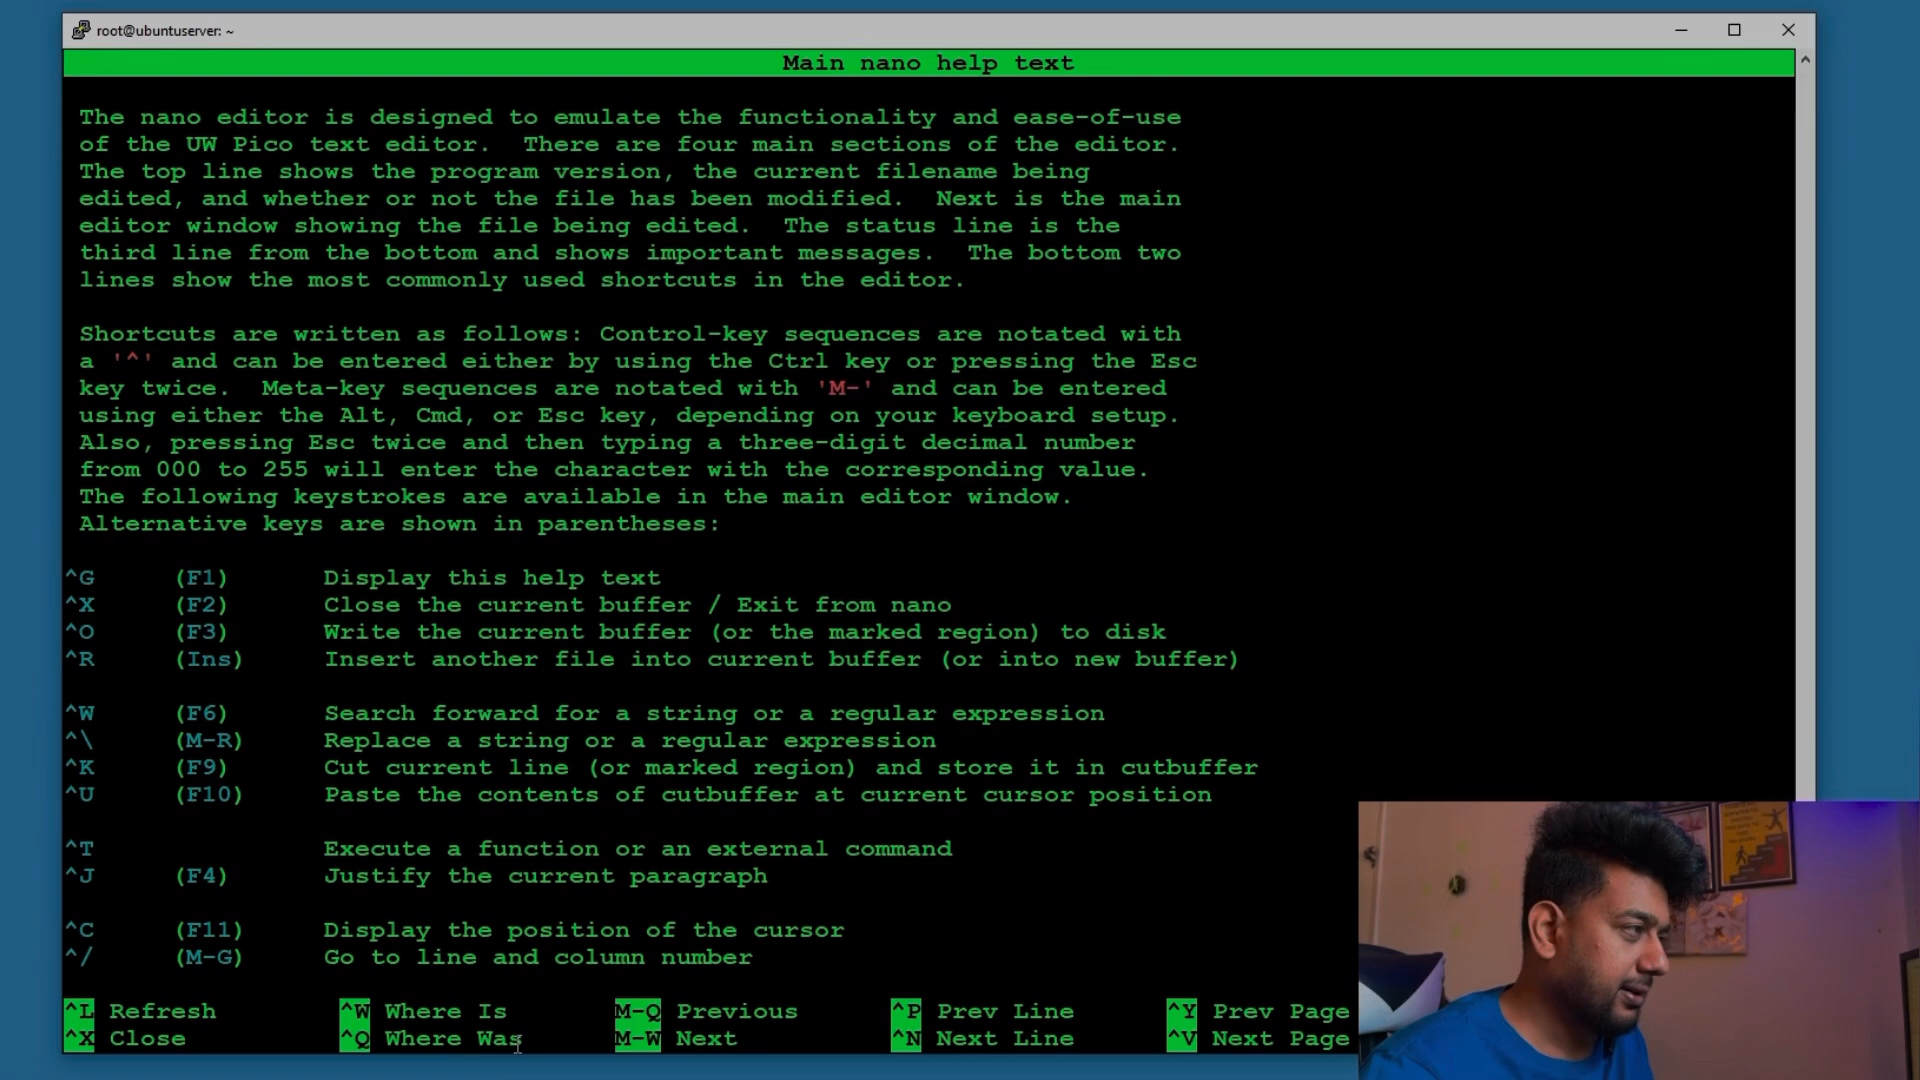 root@ubuntuserver: ~
Main nano help text
The nano editor is designed to emulate the functionality and ease-of-use
of the UW Pico text editor.  There are four main sections of the editor.
The top line shows the program version, the current filename being
edited, and whether or not the file has been modified.  Next is the main
editor window showing the file being edited.  The status line is the
third line from the bottom and shows important messages.  The bottom two
lines show the most commonly used shortcuts in the editor.
Shortcuts are written as follows: Control-key sequences are notated with
a '^' and can be entered either by using the Ctrl key or pressing the Esc
key twice.  Meta-key sequences are notated with 'M-' and can be entered
using either the Alt, Cmd, or Esc key, depending on your keyboard setup.
Also, pressing Esc twice and then typing a three-digit decimal number
from 000 to 255 will enter the character with the corresponding value.
The following keystrokes are available in the main editor window.
Alternative keys are shown in parentheses:
^G (F1) Display this help text
^X (F2) Close the current buffer / Exit from nano
^O (F3) Write the current buffer (or the marked region) to disk
^R (Ins) Insert another file into current buffer (or into new buffer)
^W (F6) Search forward for a string or a regular expression
^\ (M-R) Replace a string or a regular expression
^K (F9) Cut current line (or marked region) and store it in cutbuffer
^U (F10) Paste the contents of cutbuffer at current cursor position
^T Execute a function or an external command
^J (F4) Justify the current paragraph
^C (F11) Display the position of the cursor
^/ (M-G) Go to line and column number
^L Refresh ^W Where Is M-Q Previous ^P Prev Line ^Y Prev Page
^X Close ^Q Where Was M-W Next ^N Next Line ^V Next Page